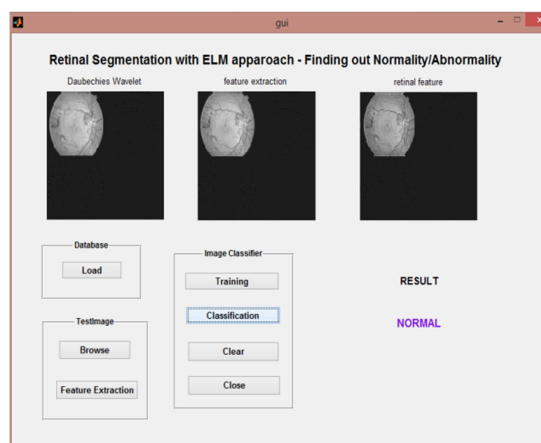 gui
Retinal Segmentation with ELM apparoach - Finding out Normality/Abnormality
Daubechies Wavelet
feature extraction
retinal feature
Database
Load
TestImage
Browse
Feature Extraction
Image Classifier
Training
Classification
Clear
Close
RESULT
NORMAL